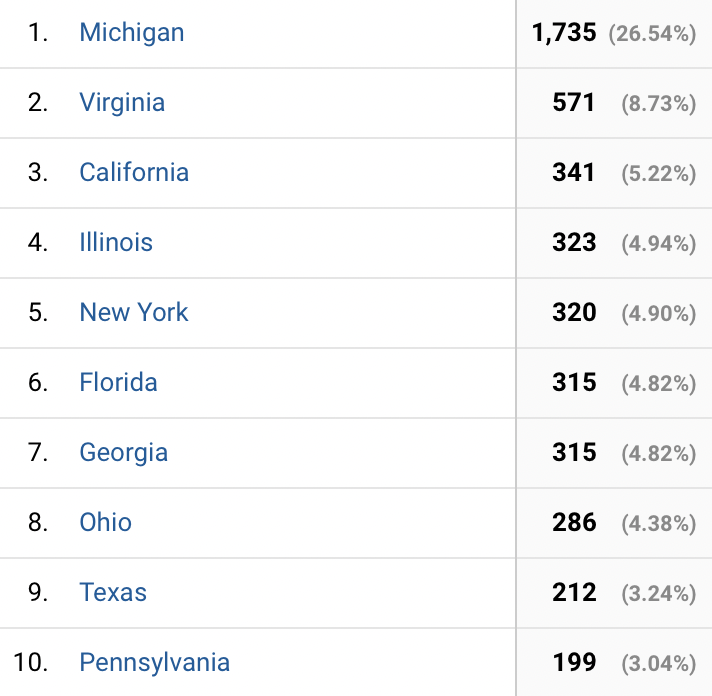 1. Michigan 1,735 (26.54%)
2. Virginia 571 (8.73%)
3. California 341 (5.22%)
4. Illinois 323 (4.94%)
5. New York 320 (4.90%)
6. Florida 315 (4.82%)
7. Georgia 315 (4.82%)
8. Ohio 286 (4.38%)
9. Texas 212 (3.24%)
10. Pennsylvania 199 (3.04%)